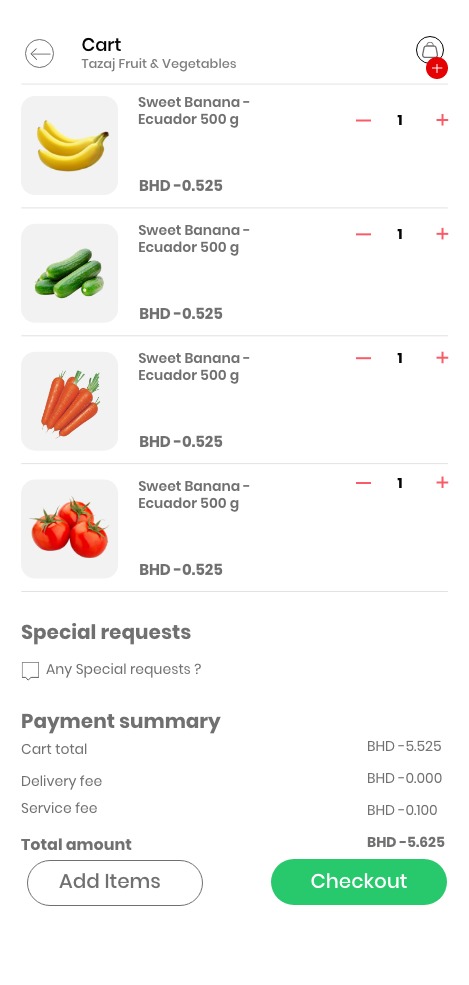 Cart
Tazaj Fruit & Vegetables
Sweet Banana -
Ecuador 500 g
1
BHD -0.525
Sweet Banana -
Ecuador 500 g
1
BHD -0.525
Sweet Banana -
Ecuador 500 g
1
BHD -0.525
Sweet Banana -
Ecuador 500 g
1
BHD -0.525
Special requests
Any Special requests ?
Payment summary
Cart total BHD -5.525
Delivery fee BHD -0.000
Service fee BHD -0.100
Total amount BHD -5.625
Add Items Checkout